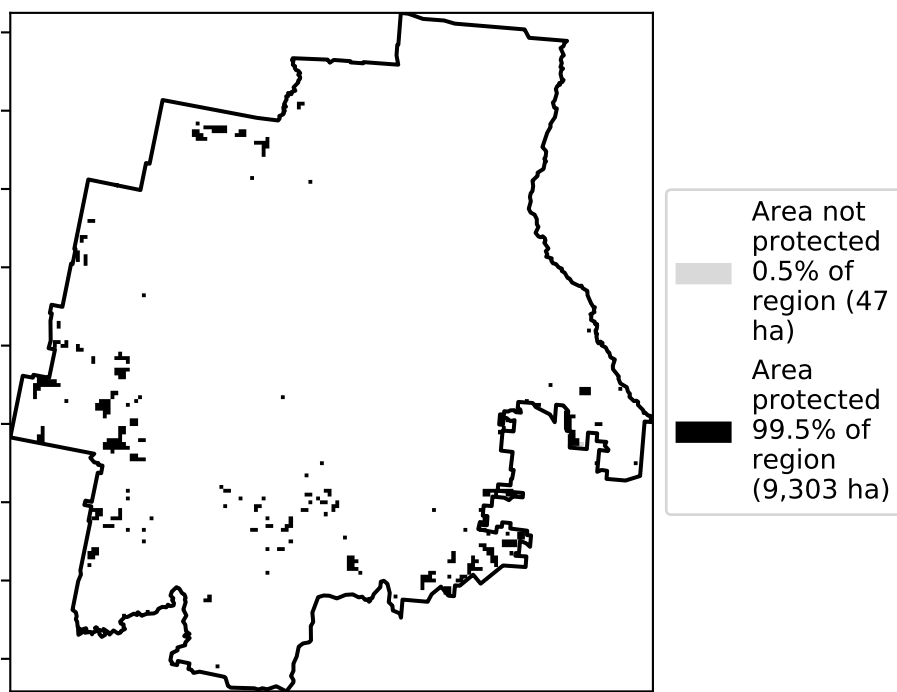 Area not
protected
0.5% of
region (47
ha)
Area
protected
99.5% of
region
(9,303 ha)